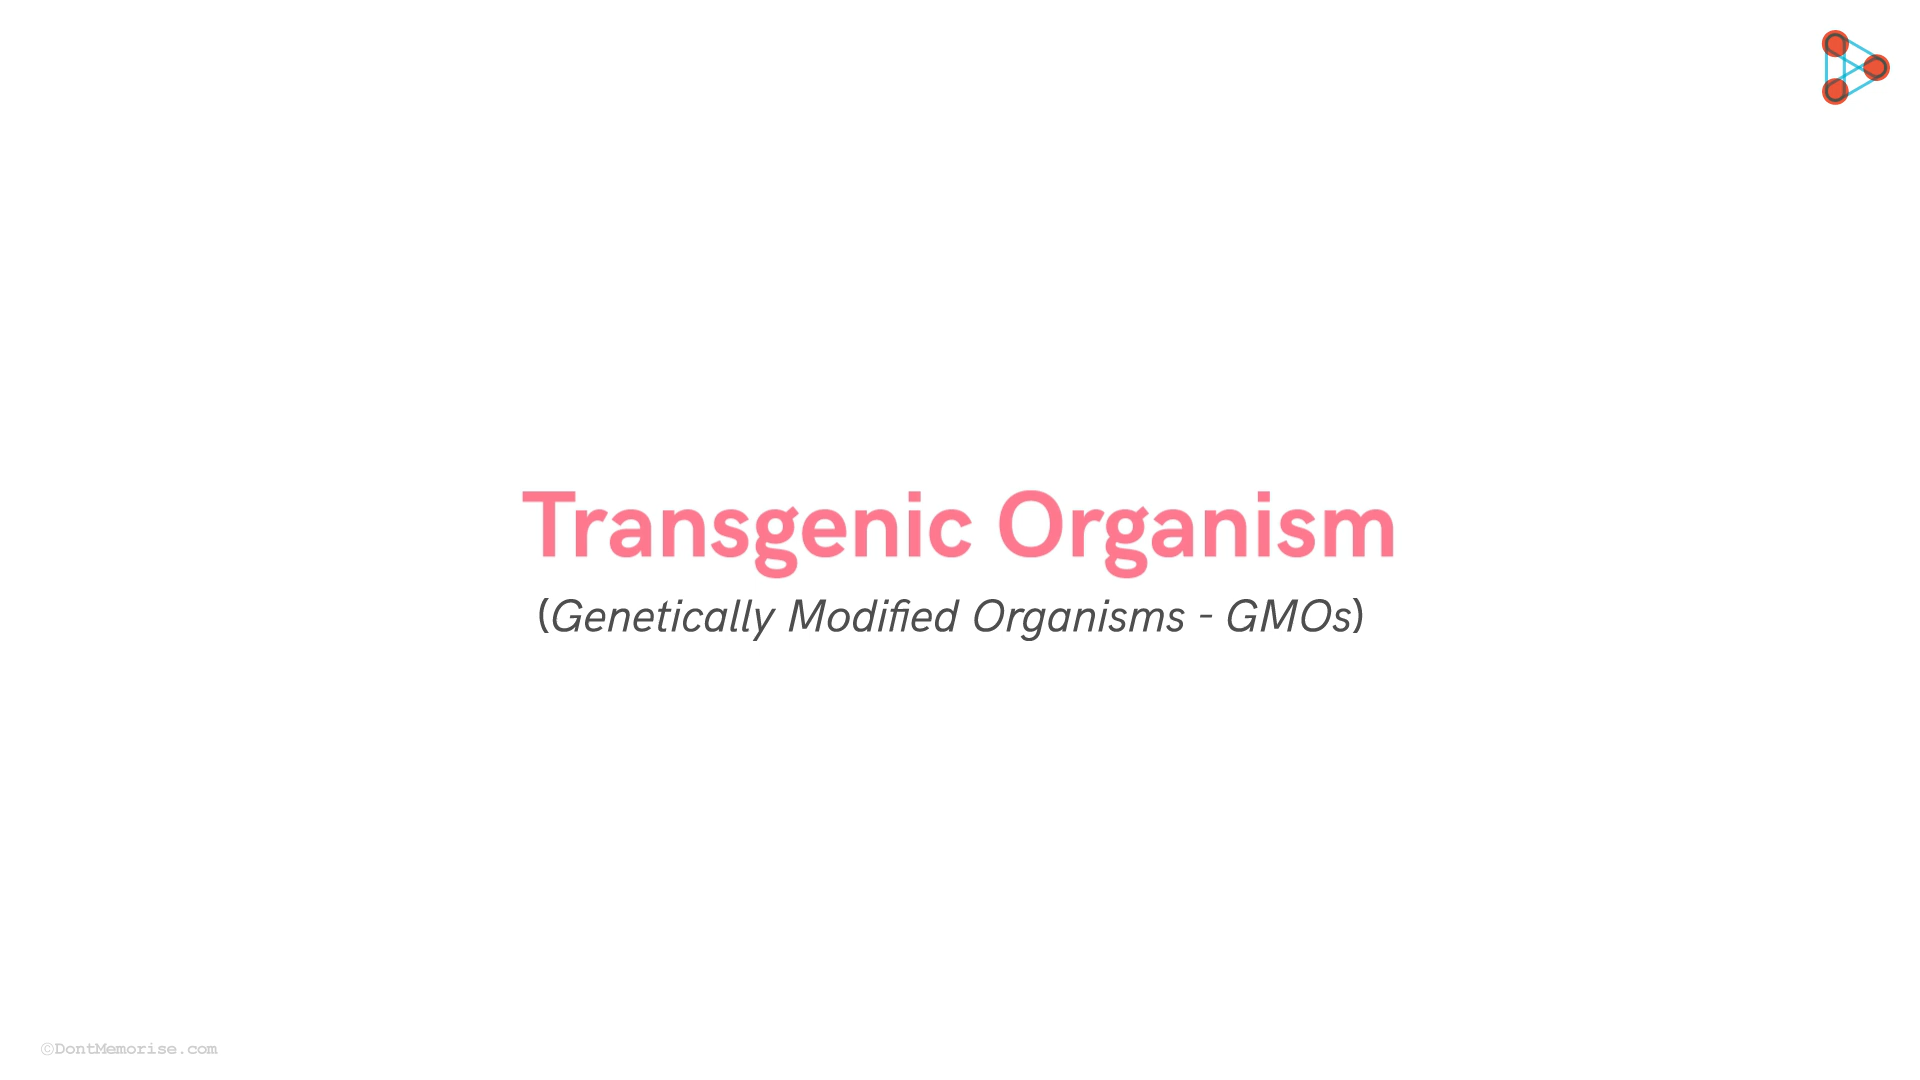 Transgenic Organism
(Genetically Modified Organisms - GMOs)
©DontMemorise.com